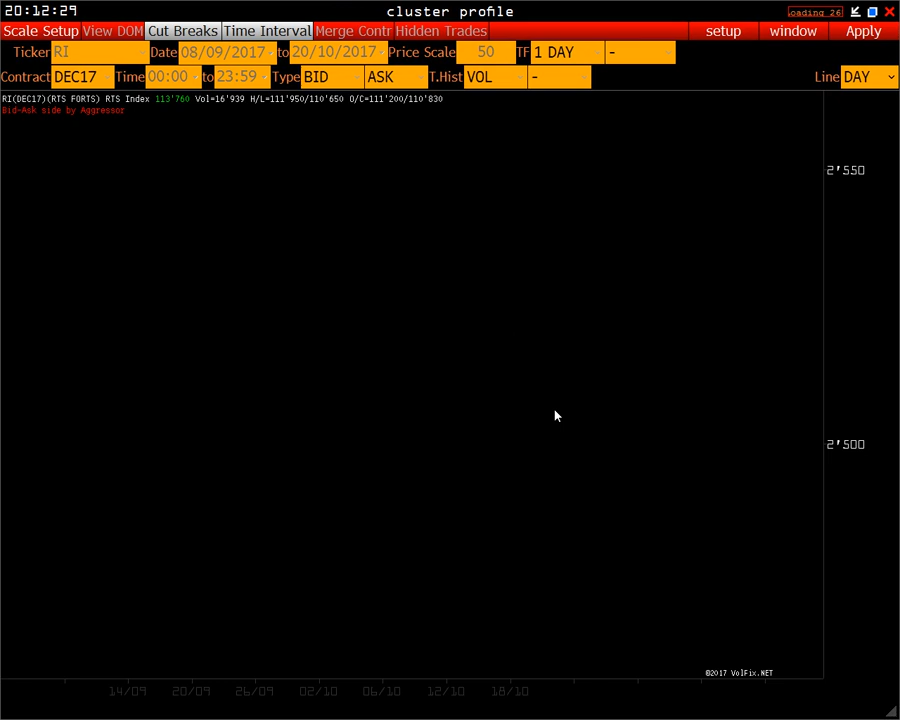 20:12:29 cluster profile oading 26
Scale Setup View DOM Cut Breaks Time Interval Merge Contr Hidden Trades setup window Apply
Ticker RI Date 08/09/2017 to 20/10/2017 Price Scale 50 TF 1 DAY -
Contract DEC17 Time 00:00 to 23:59 Type BID ASK T.Hist VOL - Line DAY
RI(DEC17)(RTS FORTS) RTS Index 113'760 Vol=16'939 H/L=111'950/110'650 O/C=111'200/110'830
Bid-Ask side by Aggressor
2'550
2'500
©2017 VolFix.NET
14/09 20/09 26/09 02/10 06/10 12/10 18/10